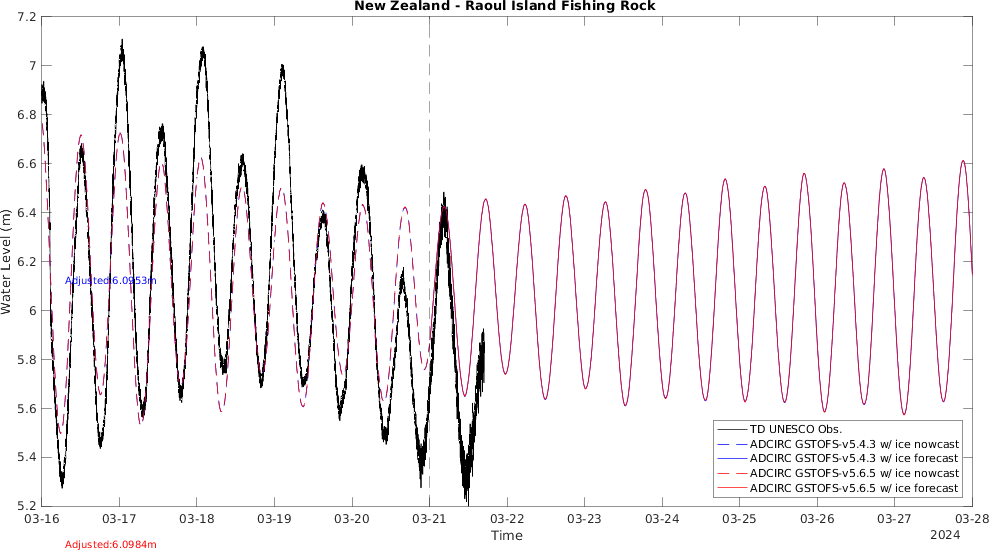 New Zealand - Raoul Island Fishing Rock
7.2
7
6.8
6.6
6.4
6.2
6
5.8
5.6
5.4
5.2
Water Level (m)
Adjusted:6.0953m
TD UNESCO Obs.
ADCIRC GSTOFS-v5.4.3 w/ ice nowcast
ADCIRC GSTOFS-v5.4.3 w/ ice forecast
ADCIRC GSTOFS-v5.6.5 w/ ice nowcast
ADCIRC GSTOFS-v5.6.5 w/ ice forecast
03-16 03-17 03-18 03-19 03-20 03-21 03-22 03-23 03-24 03-25 03-26 03-27 03-28
Time
2024
Adjusted:6.0984m